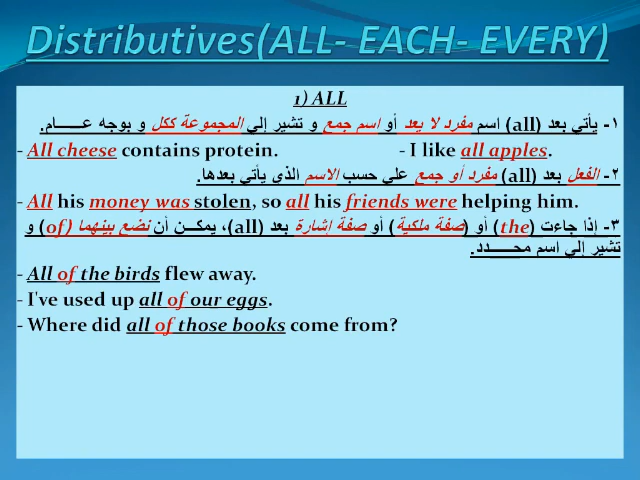 Distributives(ALL- EACH- EVERY)
1) ALL
١- يأتي بعد (all) اسم مفرد لا يعد أو اسم جمع و تشير إلي المجموعة ككل و بوجه عـــــام.
- All cheese contains protein. - I like all apples.
٢- الفعل بعد (all) مفرد أو جمع علي حسب الاسم الذى يأتي بعدها.
- All his money was stolen, so all his friends were helping him.
٣- إذا جاءت (the) أو (صفة ملكية) أو صفة إشارة بعد (all)، يمكـــن أن نضع بينهما (of) و
تشير إلي اسم محـــــدد.
- All of the birds flew away.
- I've used up all of our eggs.
- Where did all of those books come from?